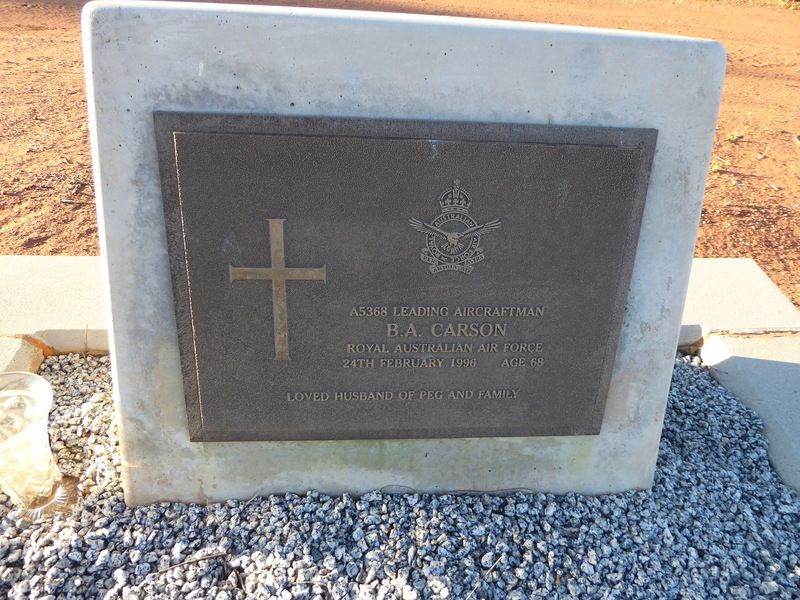 AUSTRALIAN
A5368 LEADING AIRCRAFTMAN
B.A. CARSON
ROYAL AUSTRALIAN AIR FORCE
24TH FEBRUARY 1996 AGE 68
LOVED HUSBAND OF PEG AND FAMILY